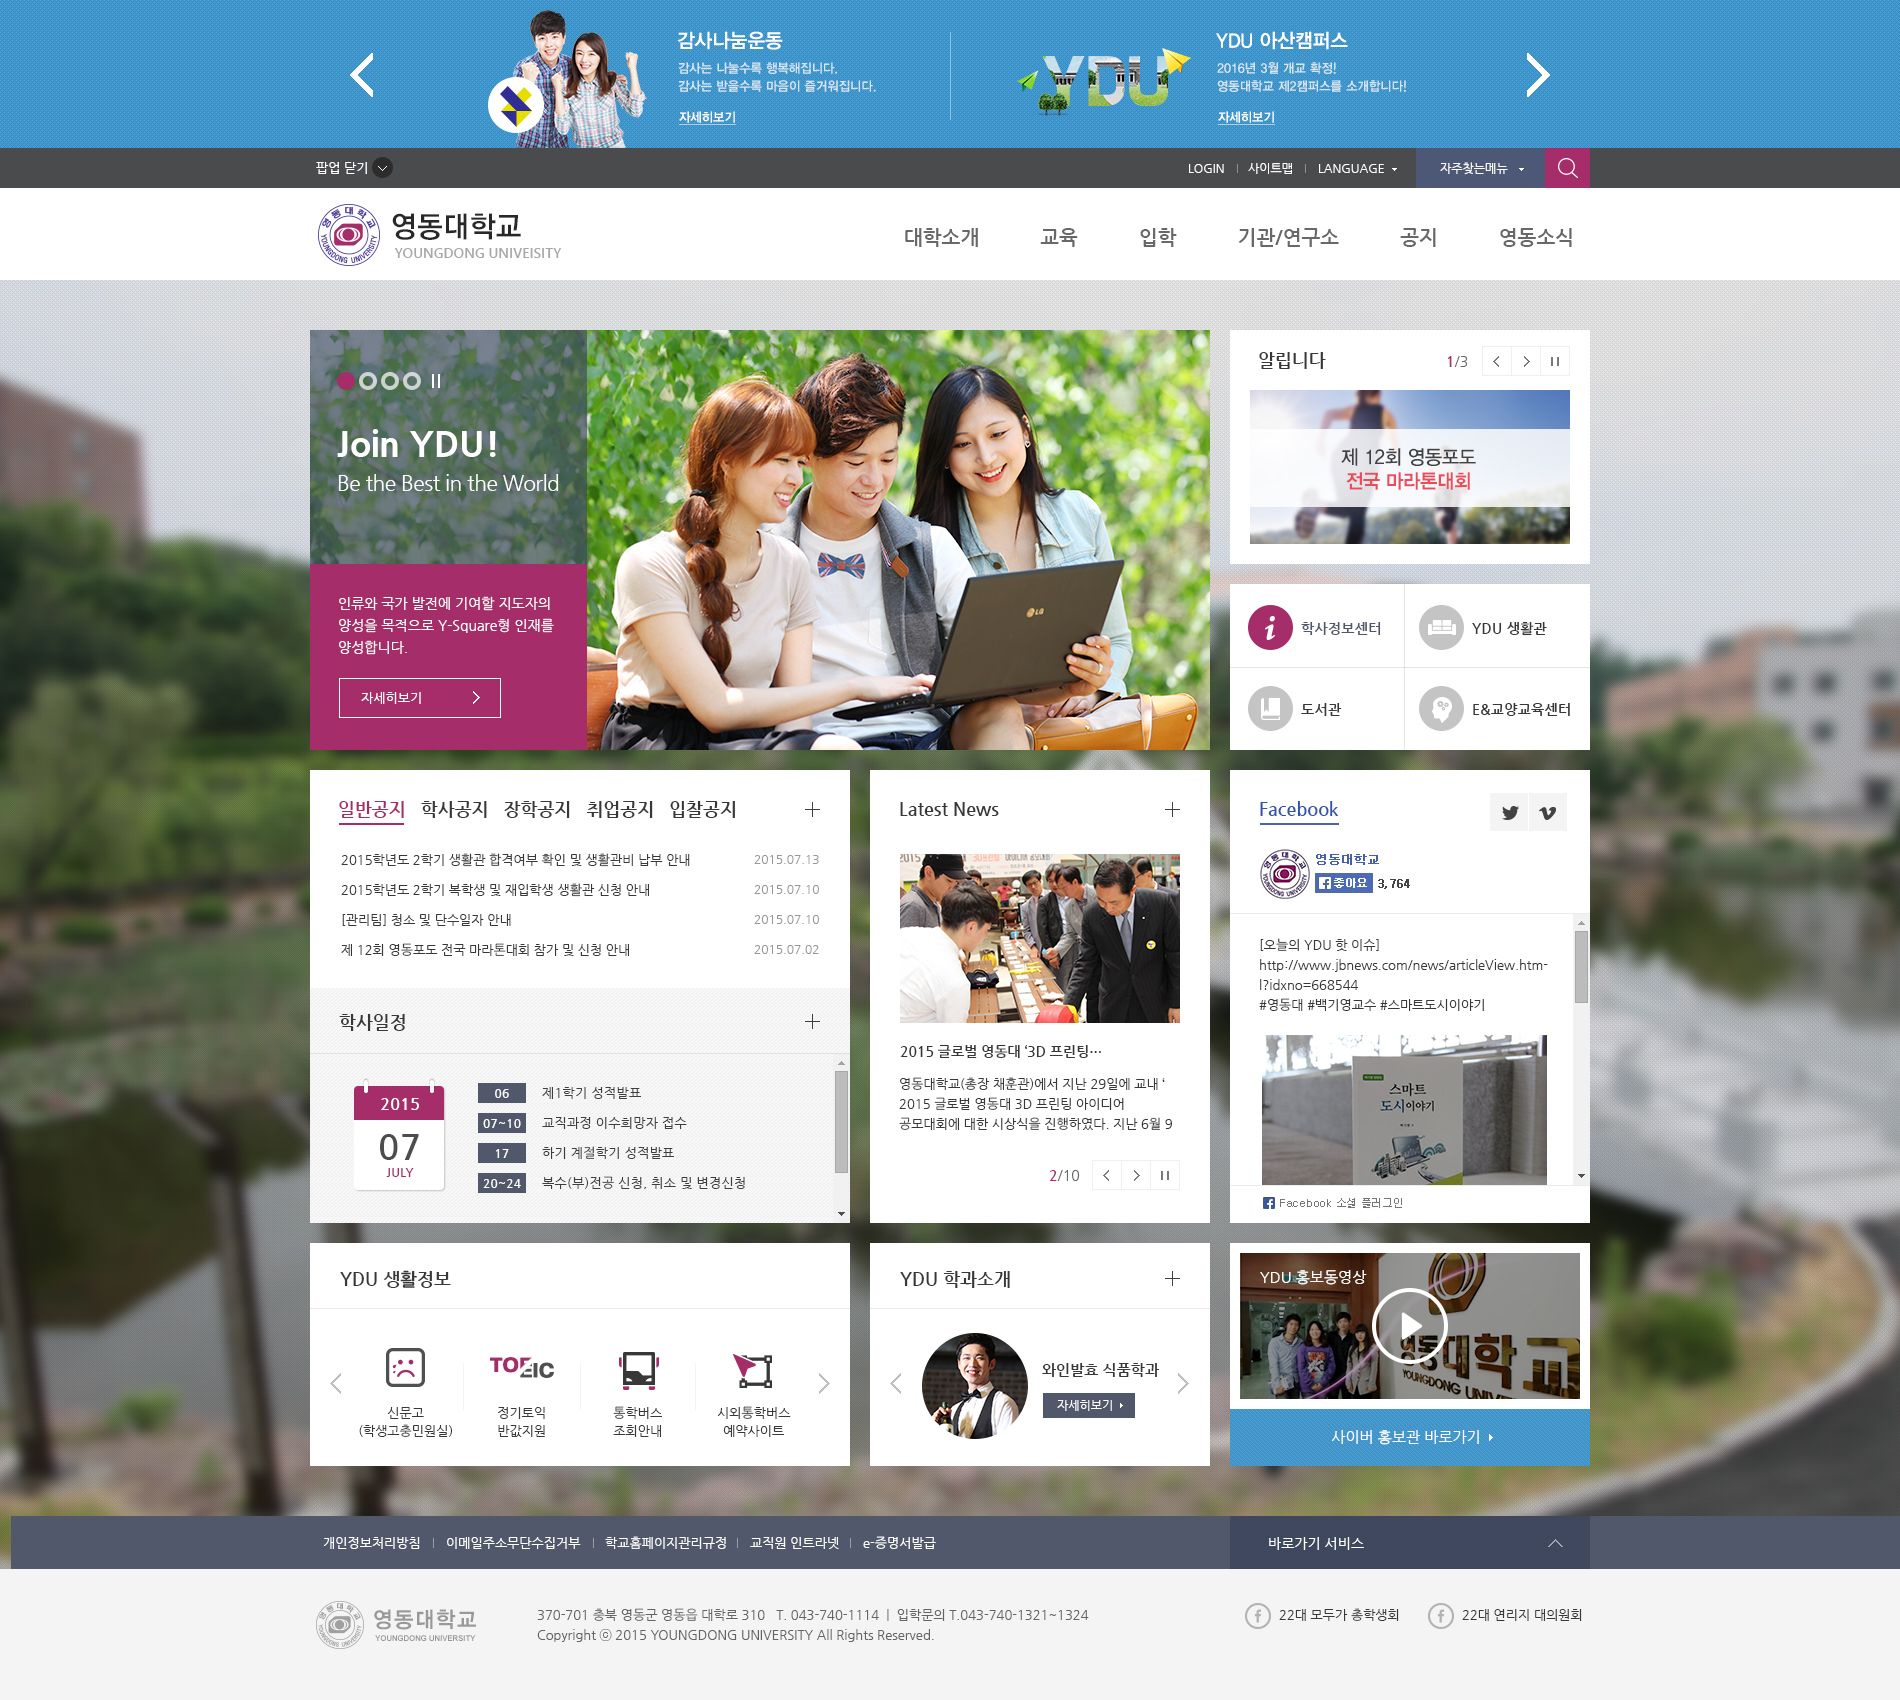 감사나눔운동
감사는 나눌수록 행복해집니다.
감사는 받을수록 마음이 즐거워집니다.
자세히보기
YDU
YDU 아산캠퍼스
2016년 3월 개교 확정!
영동대학교 제2캠퍼스를 소개합니다!
자세히보기
팝업 닫기
LOGIN
사이트맵
LANGUAGE
자주찾는메뉴
영동대학교
YOUNGDONG UNIVEISITY
대학소개
교육
입학
기관/연구소
공지
영동소식
Join YDU!
Be the Best in the World
인류와 국가 발전에 기여할 지도자의
양성을 목적으로 Y-Square형 인재를
양성합니다.
자세히보기
LG
알립니다
1/3
제 12회 영동포도
전국 마라톤대회
학사정보센터
YDU 생활관
도서관
E&교양교육센터
일반공지 학사공지 장학공지 취업공지 입찰공지
2015학년도 2학기 생활관 합격여부 확인 및 생활관비 납부 안내 2015.07.13
2015학년도 2학기 복학생 및 재입학생 생활관 신청 안내 2015.07.10
[관리팀] 청소 및 단수일자 안내 2015.07.10
제 12회 영동포도 전국 마라톤대회 참가 및 신청 안내 2015.07.02
학사일정
2015
07
JULY
06 제1학기 성적발표
07~10 교직과정 이수희망자 접수
17 하기 계절학기 성적발표
20~24 복수(부)전공 신청, 취소 및 변경신청
Latest News
2015 글로벌 영동대 ‘3D 프린팅…
영동대학교(총장 채훈관)에서 지난 29일에 교내 ‘
2015 글로벌 영동대 3D 프린팅 아이디어
공모대회에 대한 시상식을 진행하였다. 지난 6월 9
2/10
Facebook
영동대학교
좋아요 3,764
[오늘의 YDU 핫 이슈]
http://www.jbnews.com/news/articleView.htm-
l?idxno=668544
#영동대 #백기영교수 #스마트도시이야기
스마트
도시이야기
Facebook 소셜 플러그인
YDU 생활정보
신문고
(학생고충민원실)
TOEIC
정기토익
반값지원
통학버스
조회안내
시외통학버스
예약사이트
YDU 학과소개
와인발효 식품학과
자세히보기
YDU 홍보동영상
영동대학교
YOUNGDONG UNIVERS
사이버 홍보관 바로가기
개인정보처리방침
이메일주소무단수집거부
학교홈페이지관리규정
교직원 인트라넷
e-증명서발급
바로가기 서비스
영동대학교
YOUNGDONG UNIVERSITY
370-701 충북 영동군 영동읍 대학로 310 T. 043-740-1114 | 입학문의 T.043-740-1321~1324
Copyright ⓒ 2015 YOUNGDONG UNIVERSITY All Rights Reserved.
22대 모두가 총학생회
22대 연리지 대의원회